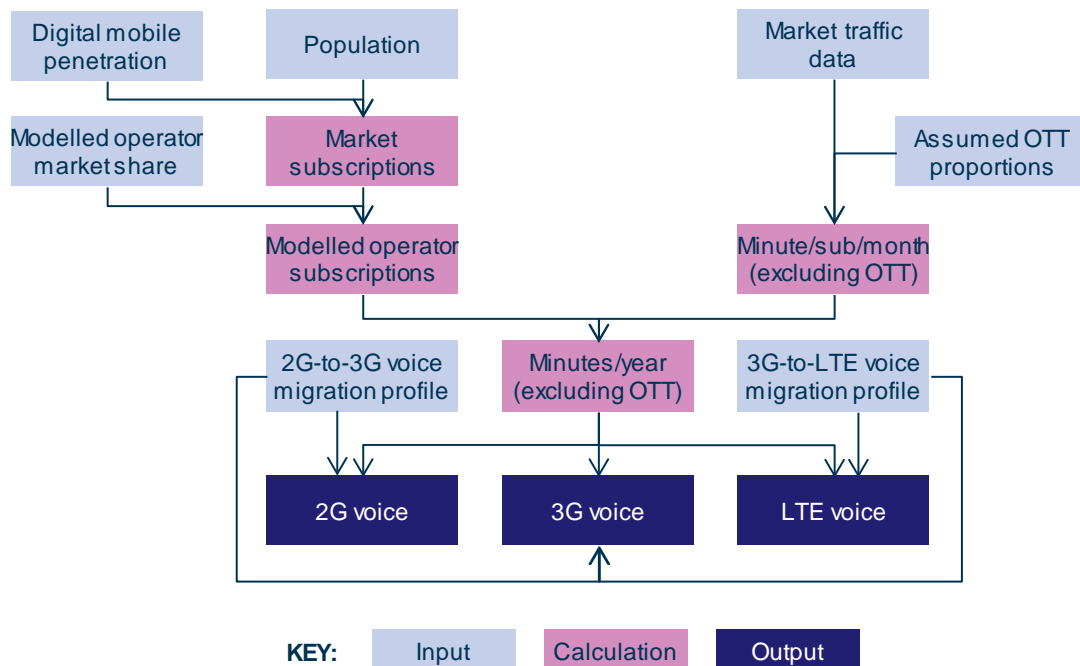 Digital mobile
penetration
Population
Market traffic
data
Modelled operator
market share
Market
subscriptions
Assumed OTT
proportions
Modelled operator
subscriptions
Minute/sub/month
(excluding OTT)
2G-to-3G voice
migration profile
Minutes/year
(excluding OTT)
3G-to-LTE voice
migration profile
2G voice
3G voice
LTE voice
KEY:
Input
Calculation
Output